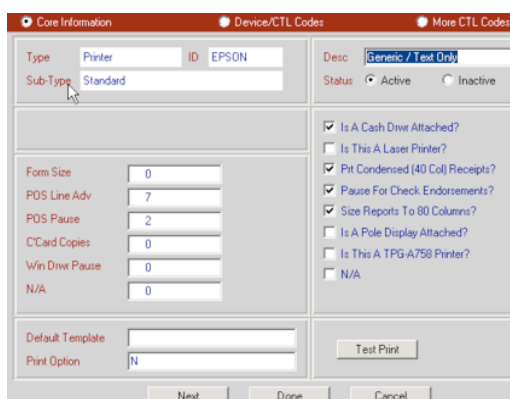 Core Information Device/CTL Codes More CTL Codes
Type Printer ID EPSON
Sub-Type Standard
Desc Generic / Text Only
Status Active Inactive
Is A Cash Drwr Attached?
Is This A Laser Printer?
Prt Condensed (40 Col) Receipts?
Pause For Check Endorsements?
Size Reports To 80 Columns?
Is A Pole Display Attached?
Is This A TPG-A758 Printer?
N/A
Form Size 0
POS Line Adv 7
POS Pause 2
C'Card Copies 0
Win Drwr Pause 0
N/A 0
Default Template
Print Option N
Test Print
Next Done Cancel